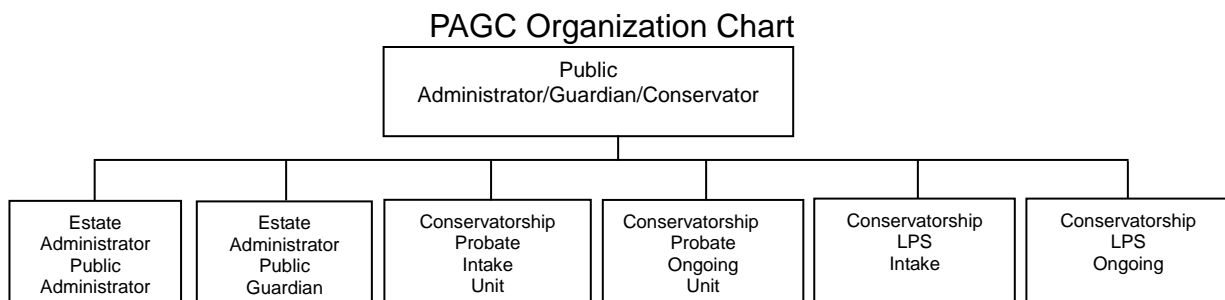 PAGC Organization Chart
Public
Administrator/Guardian/Conservator
Estate
Administrator
Public
Administrator
Estate
Administrator
Public
Guardian
Conservatorship
Probate
Intake
Unit
Conservatorship
Probate
Ongoing
Unit
Conservatorship
LPS
Intake
Conservatorship
LPS
Ongoing